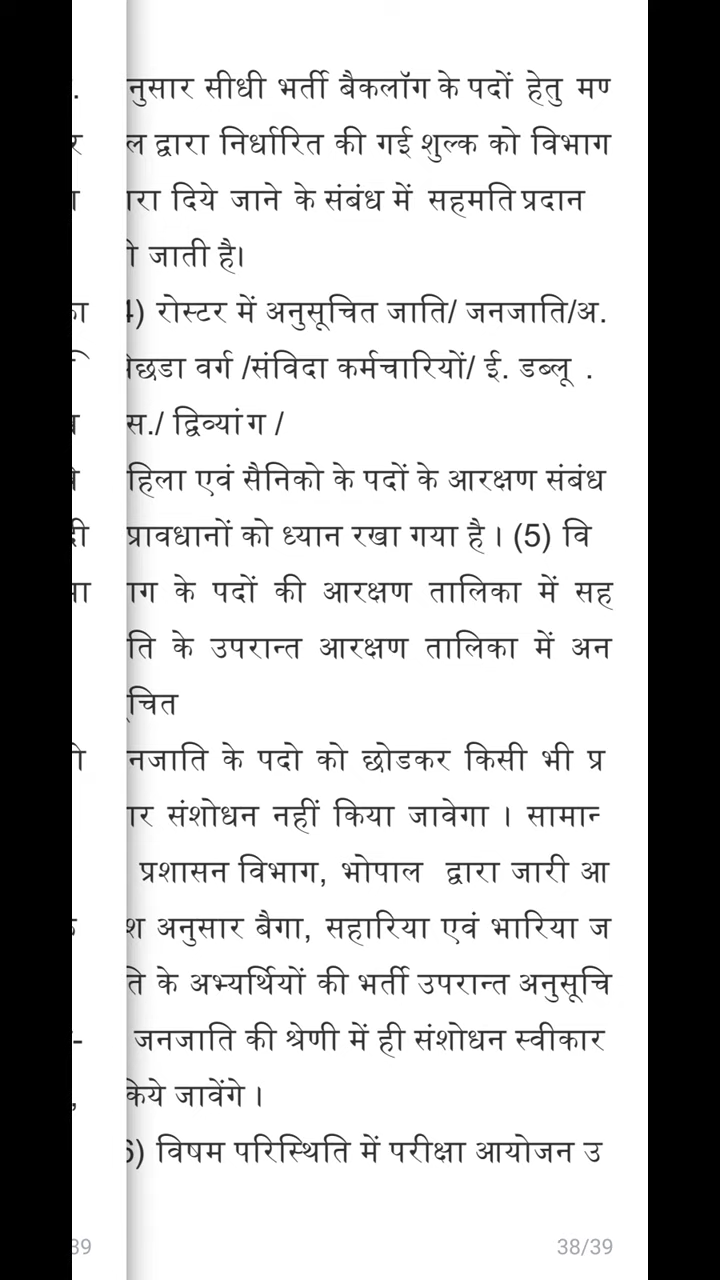 नुसार सीधी भर्ती बैकलॉग के पदों हेतु मण
ल द्वारा निर्धारित की गई शुल्क को विभाग
ारा दिये जाने के संबंध में सहमति प्रदान
ी जाती है।
4) रोस्टर में अनुसूचित जाति/ जनजाति/अ.
पिछडा वर्ग /संविदा कर्मचारियों/ ई. डब्लू .
स./ द्विव्यांग /
हिला एवं सैनिको के पदों के आरक्षण संबंध
प्रावधानों को ध्यान रखा गया है। (5) वि
ाग के पदों की आरक्षण तालिका में सह
ति के उपरान्त आरक्षण तालिका में अन
ूचित
नजाति के पदो को छोडकर किसी भी प्र
ार संशोधन नहीं किया जावेगा । सामान्
प्रशासन विभाग, भोपाल द्वारा जारी आ
श अनुसार बैगा, सहारिया एवं भारिया ज
ति के अभ्यर्थियों की भर्ती उपरान्त अनुसूचि
जनजाति की श्रेणी में ही संशोधन स्वीकार
किये जावेंगे ।
6) विषम परिस्थिति में परीक्षा आयोजन उ
39 38/39